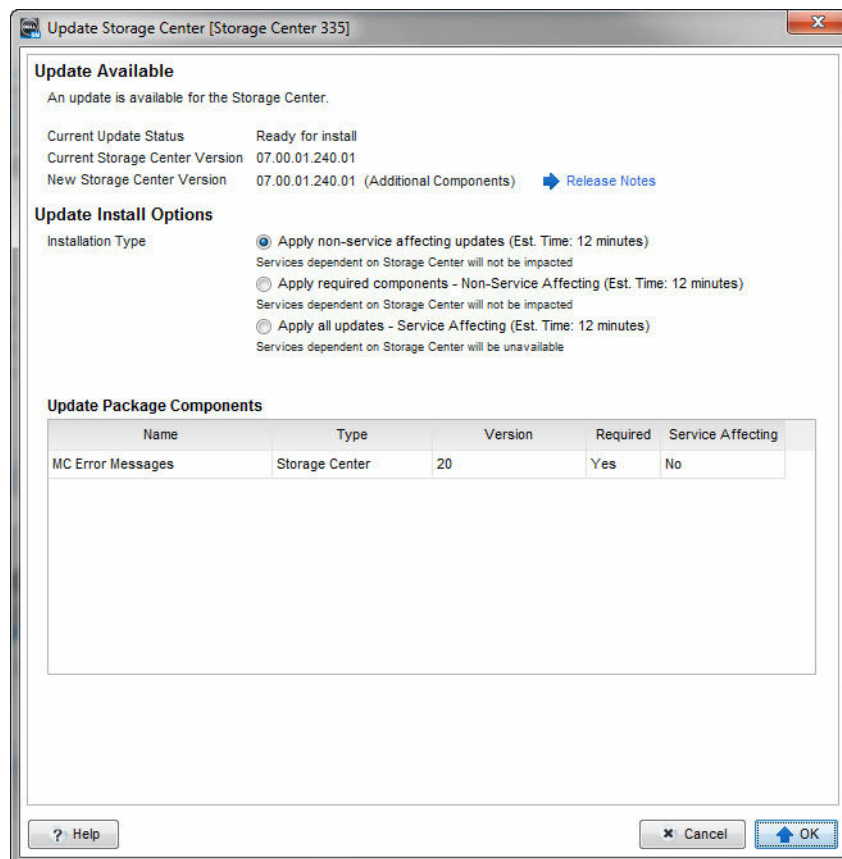 Update Storage Center [Storage Center 335]
Update Available
An update is available for the Storage Center.
Current Update Status Ready for install
Current Storage Center Version 07.00.01.240.01
New Storage Center Version 07.00.01.240.01 (Additional Components) Release Notes
Update Install Options
Installation Type Apply non-service affecting updates (Est. Time: 12 minutes)
Services dependent on Storage Center will not be impacted
Apply required components - Non-Service Affecting (Est. Time: 12 minutes)
Services dependent on Storage Center will not be impacted
Apply all updates - Service Affecting (Est. Time: 12 minutes)
Services dependent on Storage Center will be unavailable
Update Package Components
Name Type Version Required Service Affecting
MC Error Messages Storage Center 20 Yes No
? Help Cancel OK